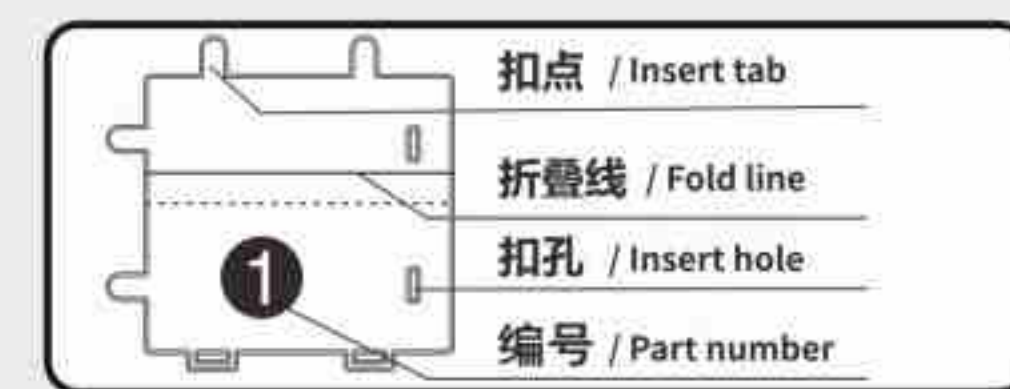 扣点 / Insert tab
折叠线 / Fold line
扣孔 / Insert hole
1
编号 / Part number